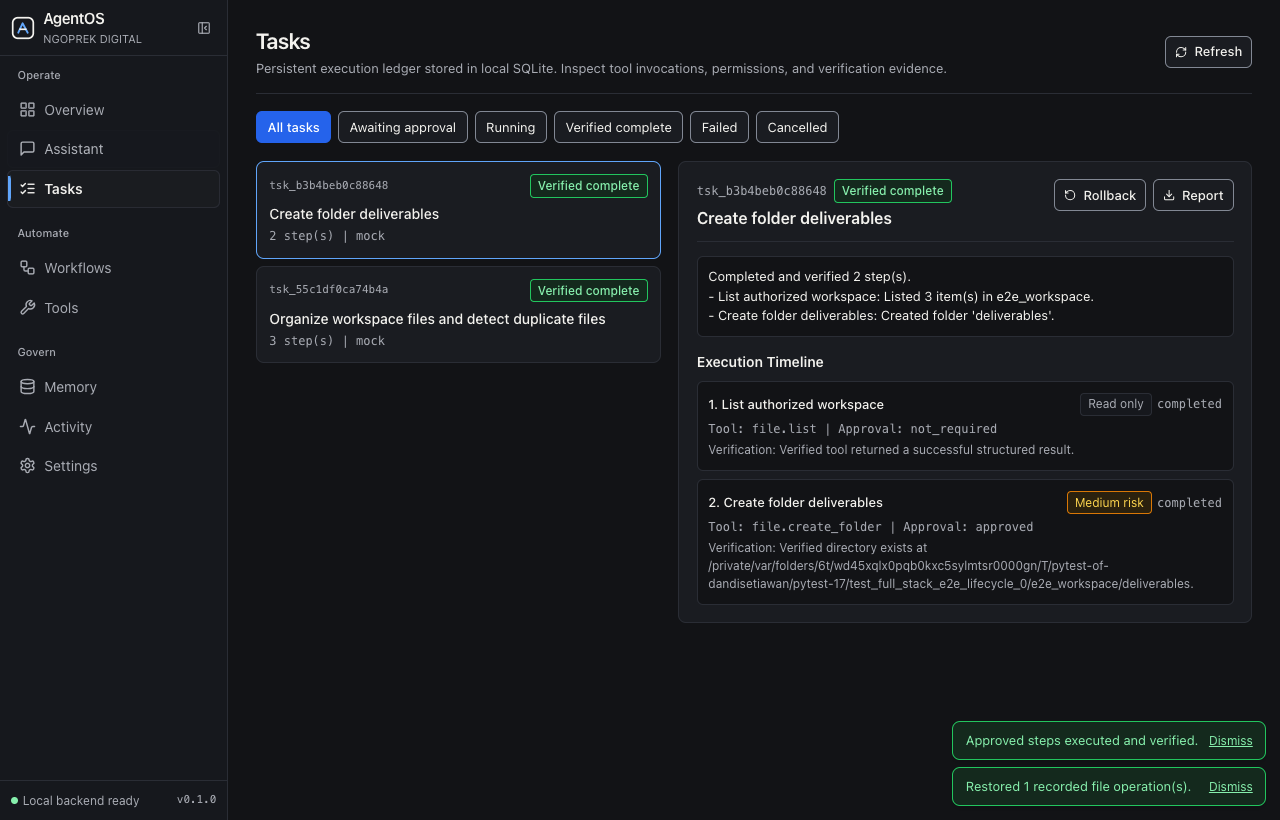 AgentOS
NGOPREK DIGITAL
Operate
Overview
Assistant
Tasks
Automate
Workflows
Tools
Govern
Memory
Activity
Settings
Local backend ready
v0.1.0
Tasks
Persistent execution ledger stored in local SQLite. Inspect tool invocations, permissions, and verification evidence.
Refresh
All tasks
Awaiting approval
Running
Verified complete
Failed
Cancelled
tsk_b3b4beb0c88648
Verified complete
Create folder deliverables
2 step(s) | mock
tsk_55c1df0ca74b4a
Verified complete
Organize workspace files and detect duplicate files
3 step(s) | mock
tsk_b3b4beb0c88648
Verified complete
Create folder deliverables
Rollback
Report
Completed and verified 2 step(s).
- List authorized workspace: Listed 3 item(s) in e2e_workspace.
- Create folder deliverables: Created folder 'deliverables'.
Execution Timeline
1. List authorized workspace
Read only
completed
Tool: file.list | Approval: not_required
Verification: Verified tool returned a successful structured result.
2. Create folder deliverables
Medium risk
completed
Tool: file.create_folder | Approval: approved
Verification: Verified directory exists at
/private/var/folders/6t/wd45xqlx0pqb0kxc5sylmtsr0000gn/T/pytest-of-
dandisetiawan/pytest-17/test_full_stack_e2e_lifecycle_0/e2e_workspace/deliverables.
Approved steps executed and verified.
Dismiss
Restored 1 recorded file operation(s).
Dismiss